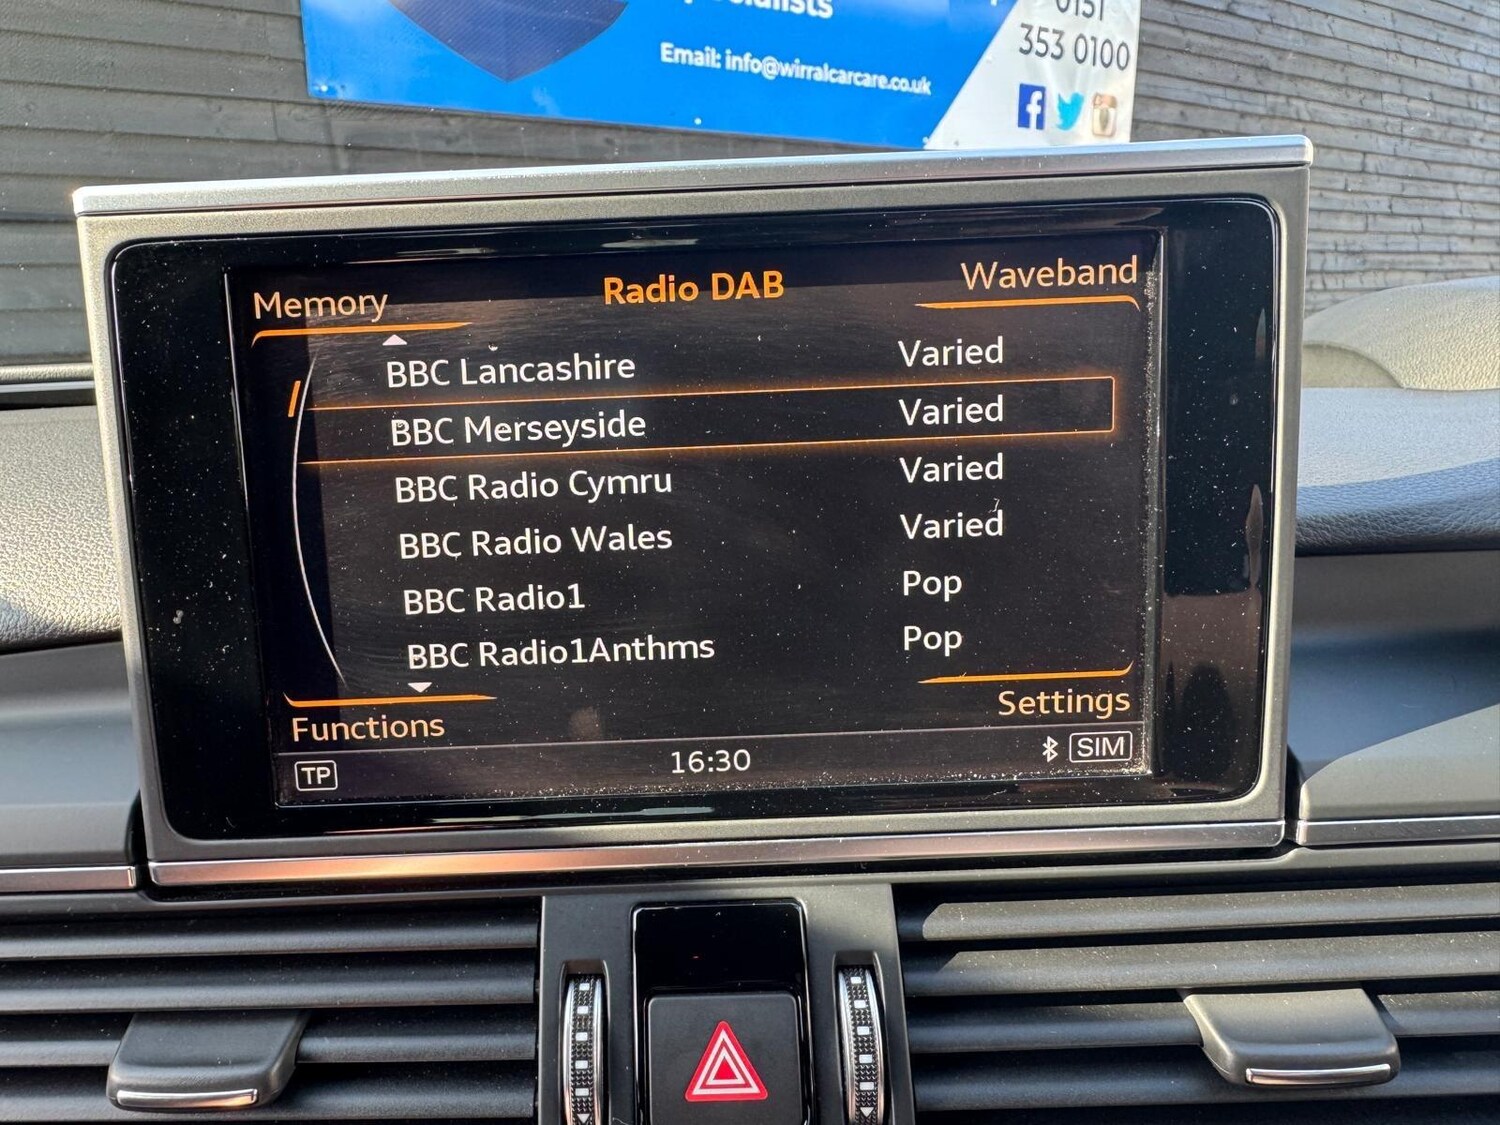 0151
353 0100
Email: info@wirralcarcare.co.uk
Memory
Radio DAB
Waveband
BBC Lancashire Varied
BBC Merseyside Varied
BBC Radio Cymru Varied
BBC Radio Wales Varied
BBC Radio1 Pop
BBC Radio1Anthms Pop
Functions
Settings
TP
16:30
SIM